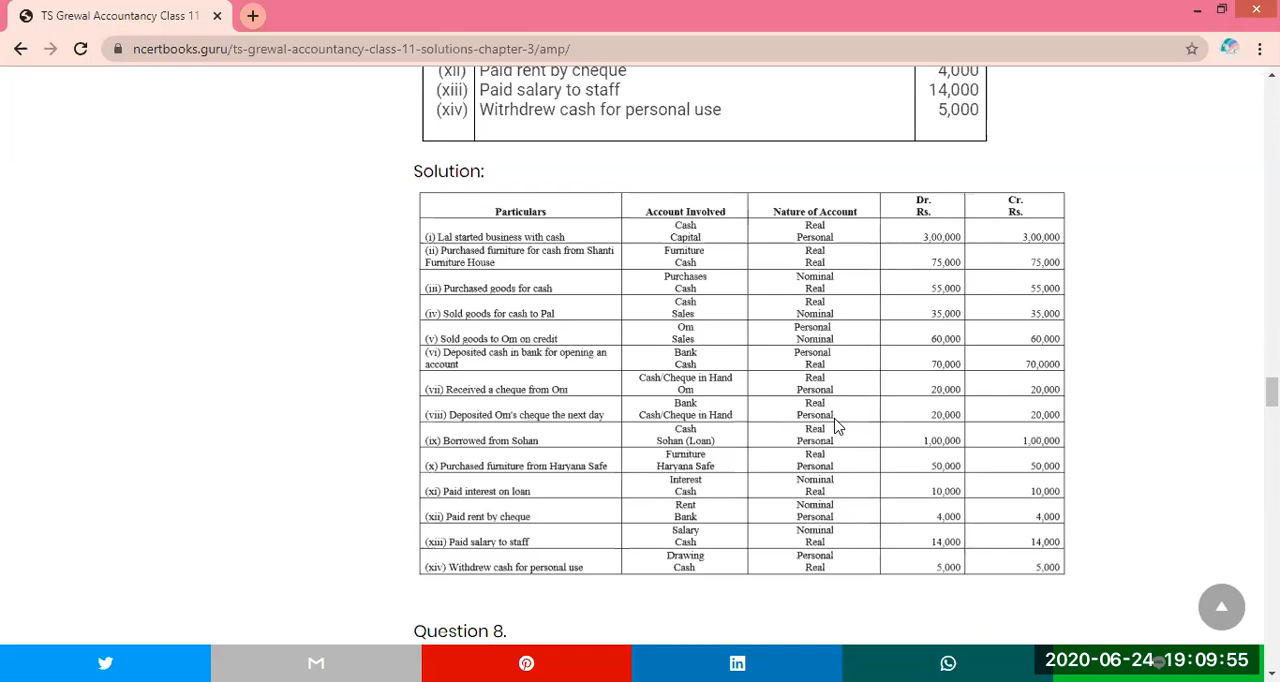 TS Grewal Accountancy Class 11
ncertbooks.guru/ts-grewal-accountancy-class-11-solutions-chapter-3/amp/
(xii) Paid rent by cheque 4,000
(xiii) Paid salary to staff 14,000
(xiv) Witrhdrew cash for personal use 5,000
Solution:
Particulars Account Involved Nature of Account Dr. Rs. Cr. Rs.
Cash Real
(i) Lal started business with cash Capital Personal 3,00,000 3,00,000
(ii) Purchased furniture for cash from Shanti Furniture Real
Furniture House Cash Real 75,000 75,000
Purchases Nominal
(iii) Purchased goods for cash Cash Real 55,000 55,000
Cash Real
(iv) Sold goods for cash to Pal Sales Nominal 35,000 35,000
Om Personal
(v) Sold goods to Om on credit Sales Nominal 60,000 60,000
(vi) Deposited cash in bank for opening an Bank Personal
account Cash Real 70,000 70,0000
Cash/Cheque in Hand Real
(vii) Received a cheque from Om Om Personal 20,000 20,000
Bank Real
(viii) Deposited Om's cheque the next day Cash/Cheque in Hand Personal 20,000 20,000
Cash Real
(ix) Borrowed from Sohan Sohan (Loan) Personal 1,00,000 1,00,000
Furniture Real
(x) Purchased furniture from Haryana Safe Haryana Safe Personal 50,000 50,000
Interest Nominal
(xi) Paid interest on loan Cash Real 10,000 10,000
Rent Nominal
(xii) Paid rent by cheque Bank Personal 4,000 4,000
Salary Nominal
(xiii) Paid salary to staff Cash Real 14,000 14,000
Drawing Personal
(xiv) Withdrew cash for personal use Cash Real 5,000 5,000
Question 8.
2020-06-24 19:09:55